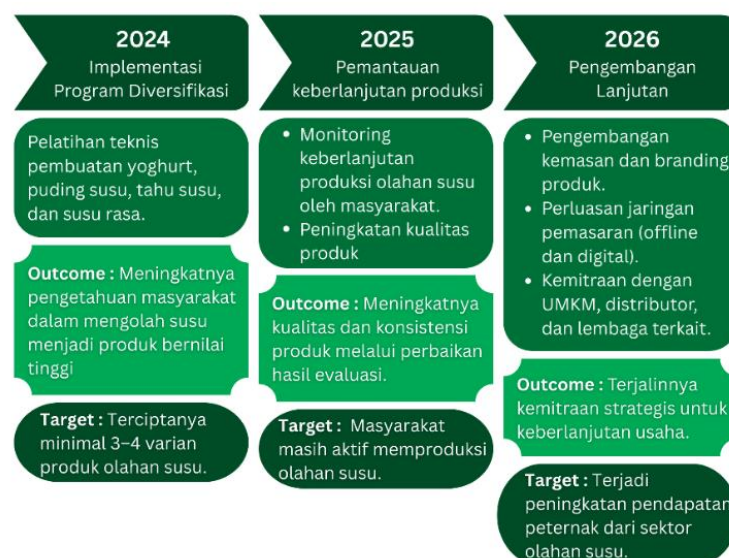 2024
Implementasi
Program Diversifikasi
Pelatihan teknis
pembuatan yoghurt,
puding susu, tahu susu,
dan susu rasa.
Outcome : Meningkatnya
pengetahuan masyarakat
dalam mengolah susu
menjadi produk bernilai
tinggi
Target : Terciptanya
minimal 3–4 varian
produk olahan susu.
2025
Pemantauan
keberlanjutan produksi
• Monitoring
keberlanjutan
produksi olahan susu
oleh masyarakat.
• Peningkatan kualitas
produk
Outcome : Meningkatnya
kualitas dan konsistensi
produk melalui perbaikan
hasil evaluasi.
Target : Masyarakat
masih aktif memproduksi
olahan susu.
2026
Pengembangan
Lanjutan
• Pengembangan
kemasan dan branding
produk.
• Perluasan jaringan
pemasaran (offline
dan digital).
• Kemitraan dengan
UMKM, distributor,
dan lembaga terkait.
Outcome : Terjalinnya
kemitraan strategis untuk
keberlanjutan usaha.
Target : Terjadi
peningkatan pendapatan
peternak dari sektor
olahan susu.